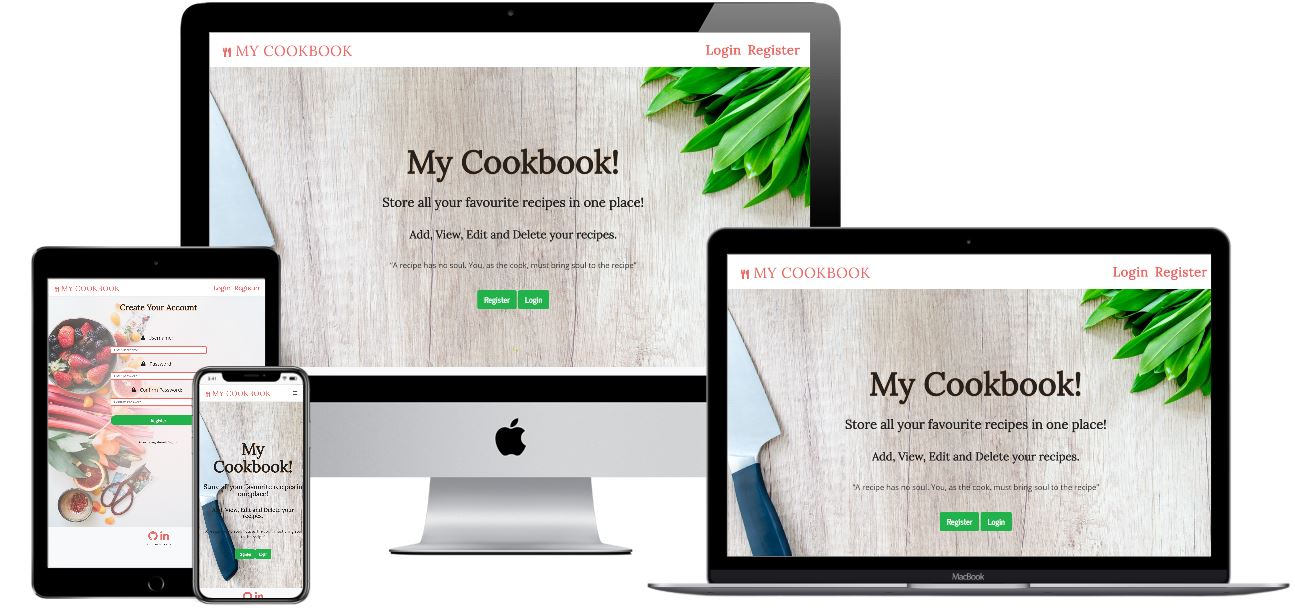 MY COOKBOOK
Login Register
My Cookbook!
Store all your favourite recipes in one place!
Add, View, Edit and Delete your recipes.
"A recipe has no soul. You, as the cook, must bring soul to the recipe"
Register Login
MY COOKBOOK
Login Register
My Cookbook!
Store all your favourite recipes in one place!
Add, View, Edit and Delete your recipes.
"A recipe has no soul. You, as the cook, must bring soul to the recipe"
Register Login
MacBook
MY COOKBOOK
Login Register
Create Your Account
Username:
Password:
Confirm Password:
Register
in
MY COOKBOOK
My
Cookbook!
Store all your favourite recipes in
one place!
Add, View, Edit and Delete your
recipes.
Register Login
in